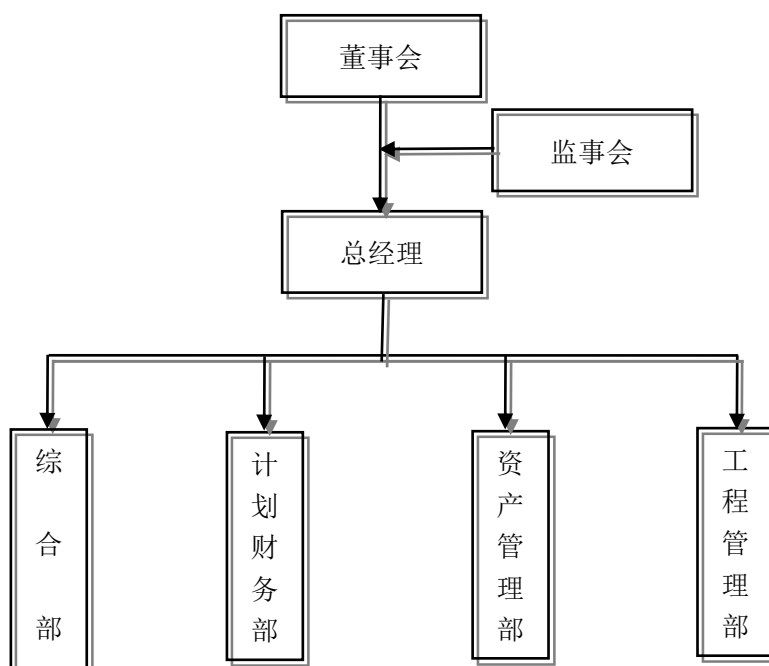 董事会
监事会
总经理
综合部
计划财务部
资产管理部
工程管理部